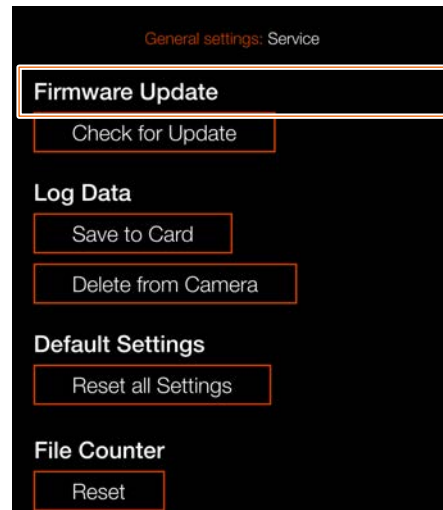 General settings: Service
Firmware Update
Check for Update
Log Data
Save to Card
Delete from Camera
Default Settings
Reset all Settings
File Counter
Reset